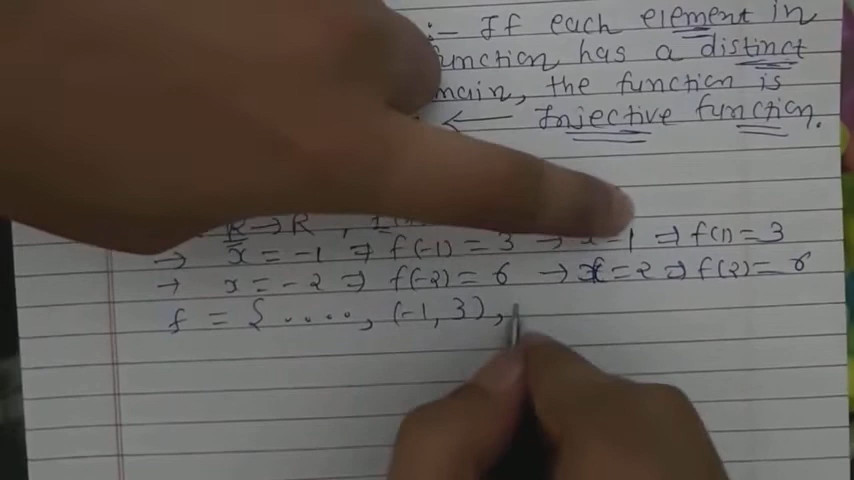 :- If each element in
unction has a distinct
main, the function is
← Injective function.
R→R ,
→ x = -1 ⇒ f(-1) = 3 → x=1 ⇒ f(1) = 3
→ x = -2 ⇒ f(-2) = 6 → x = 2 ⇒ f(2) = 6
f = { ....., (-1, 3),